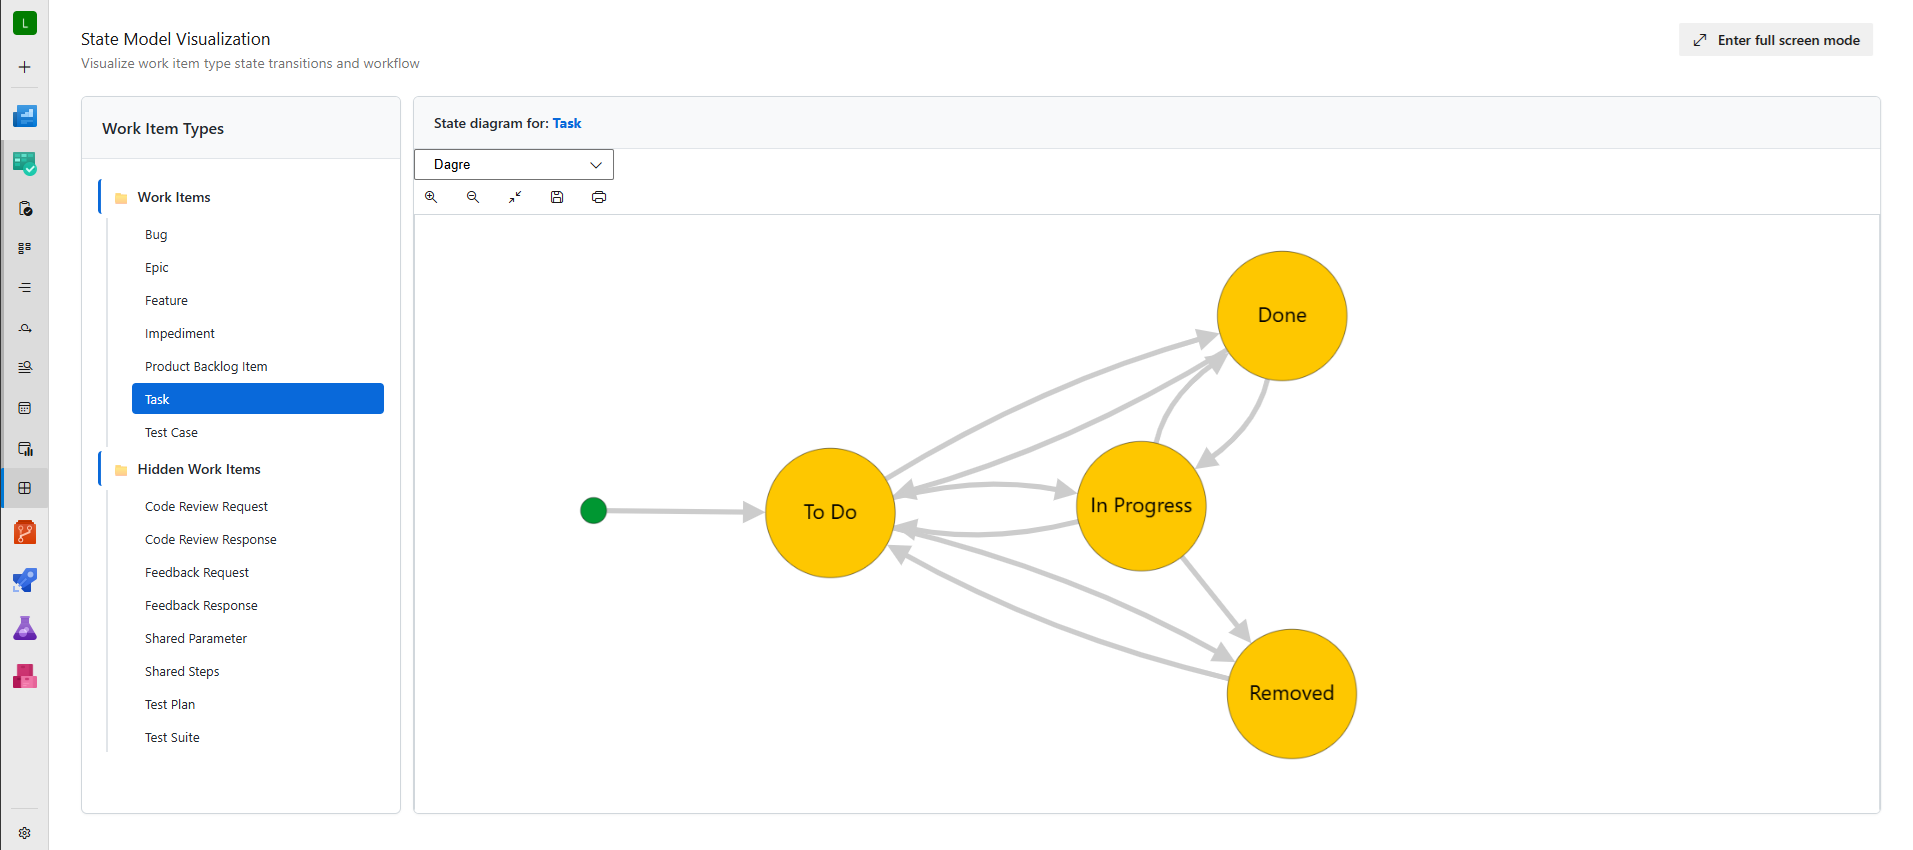 L
State Model Visualization
Visualize work item type state transitions and workflow
Enter full screen mode
Work Item Types
Work Items
Bug
Epic
Feature
Impediment
Product Backlog Item
Task
Test Case
Hidden Work Items
Code Review Request
Code Review Response
Feedback Request
Feedback Response
Shared Parameter
Shared Steps
Test Plan
Test Suite
State diagram for: Task
Dagre
Done
To Do
In Progress
Removed